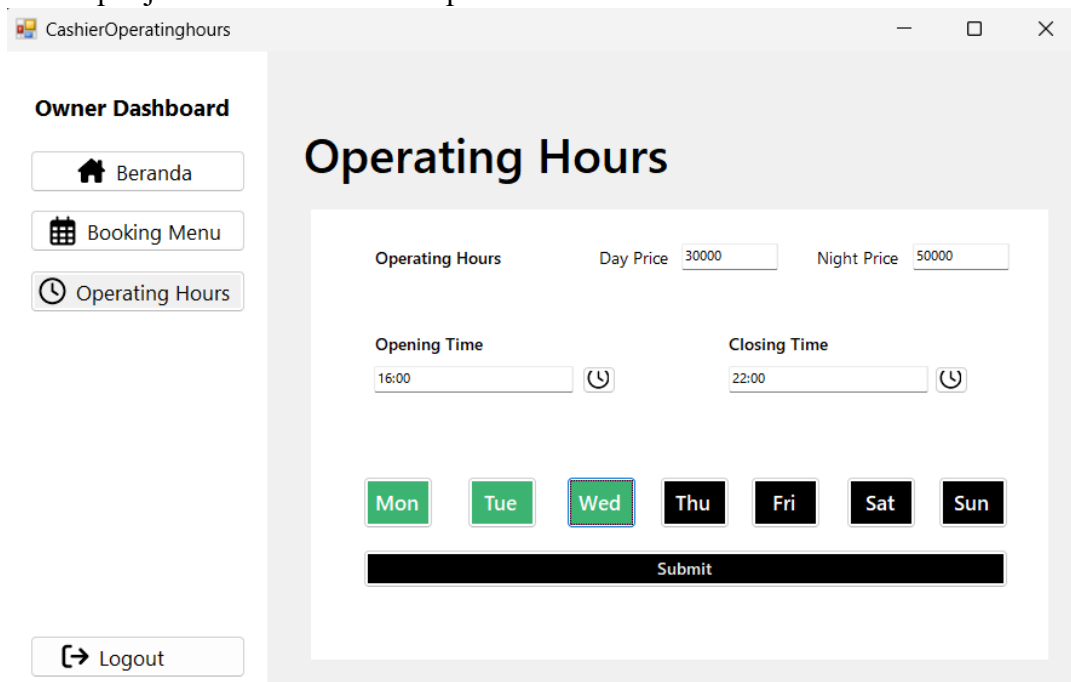 CashierOperatinghours
Owner Dashboard
Beranda
Booking Menu
Operating Hours
Logout
Operating Hours
Operating Hours
Day Price 30000
Night Price 50000
Opening Time
Closing Time
16:00
22:00
Mon Tue Wed Thu Fri Sat Sun
Submit